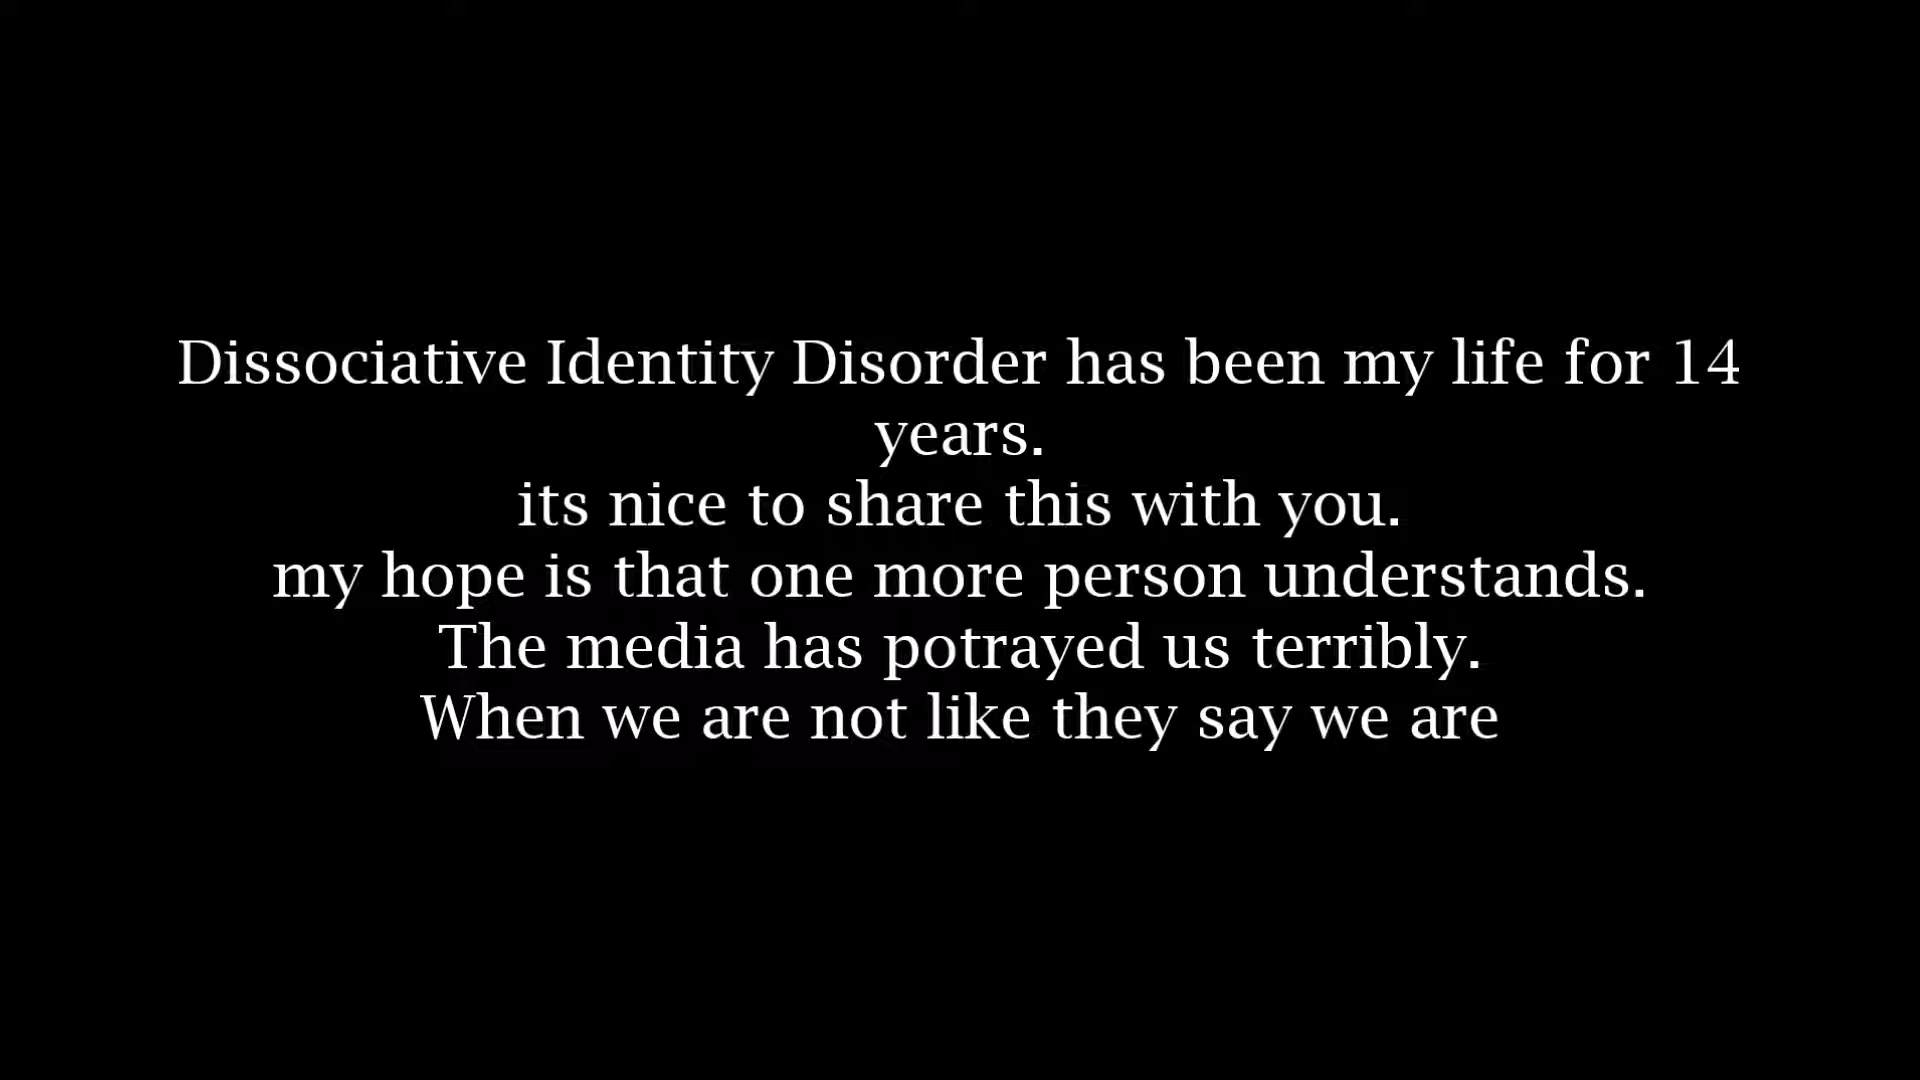 Dissociative Identity Disorder has been my life for 14
years.
its nice to share this with you.
my hope is that one more person understands.
The media has potrayed us terribly.
When we are not like they say we are